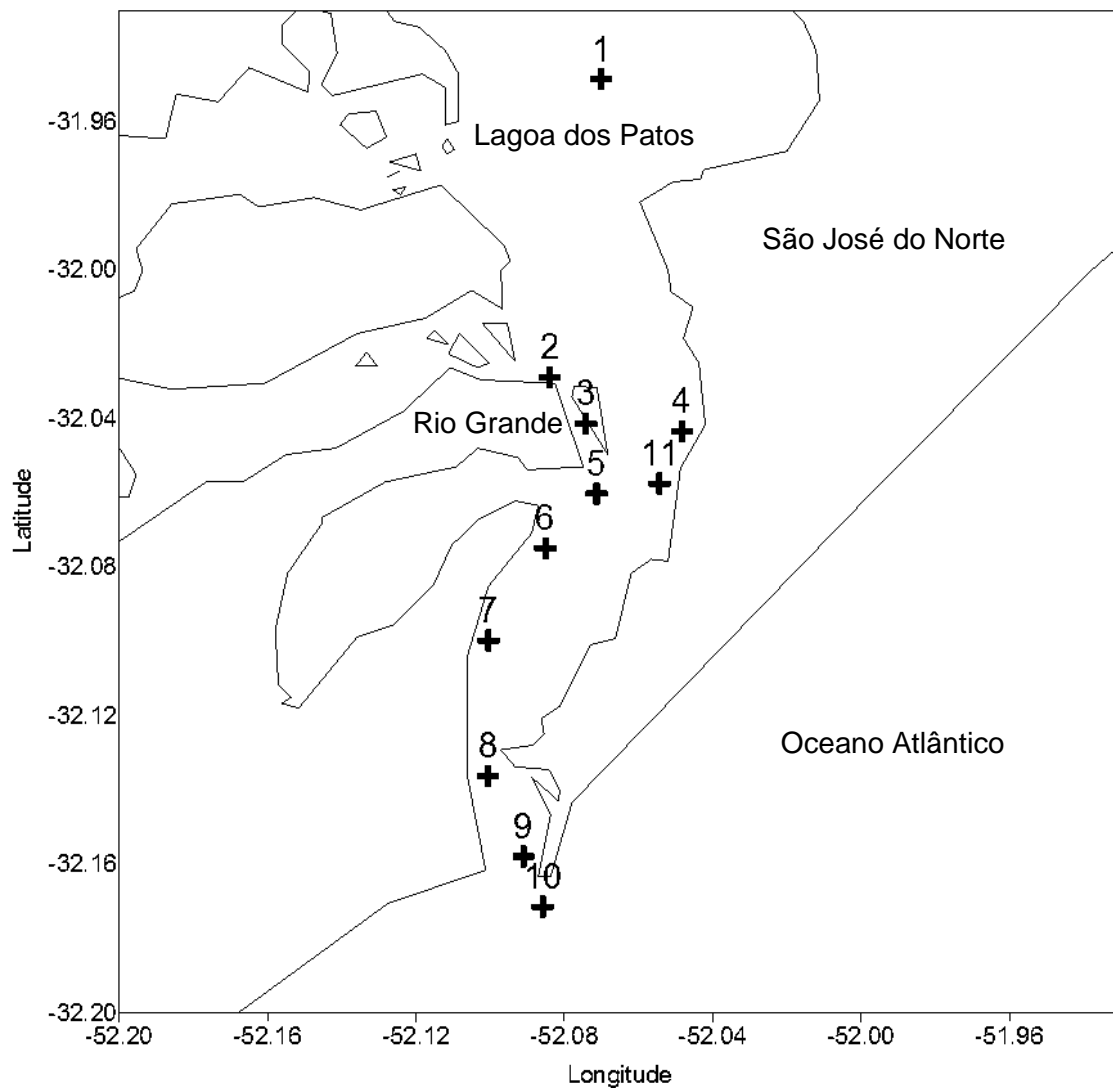 1
-31.96
Lagoa dos Patos
São José do Norte
-32.00
2
3
4
-32.04
Rio Grande
11
5
6
Latitude
-32.08
7
-32.12
8
Oceano Atlântico
9
-32.16
10
-32.20
-52.20 -52.16 -52.12 -52.08 -52.04 -52.00 -51.96
Longitude